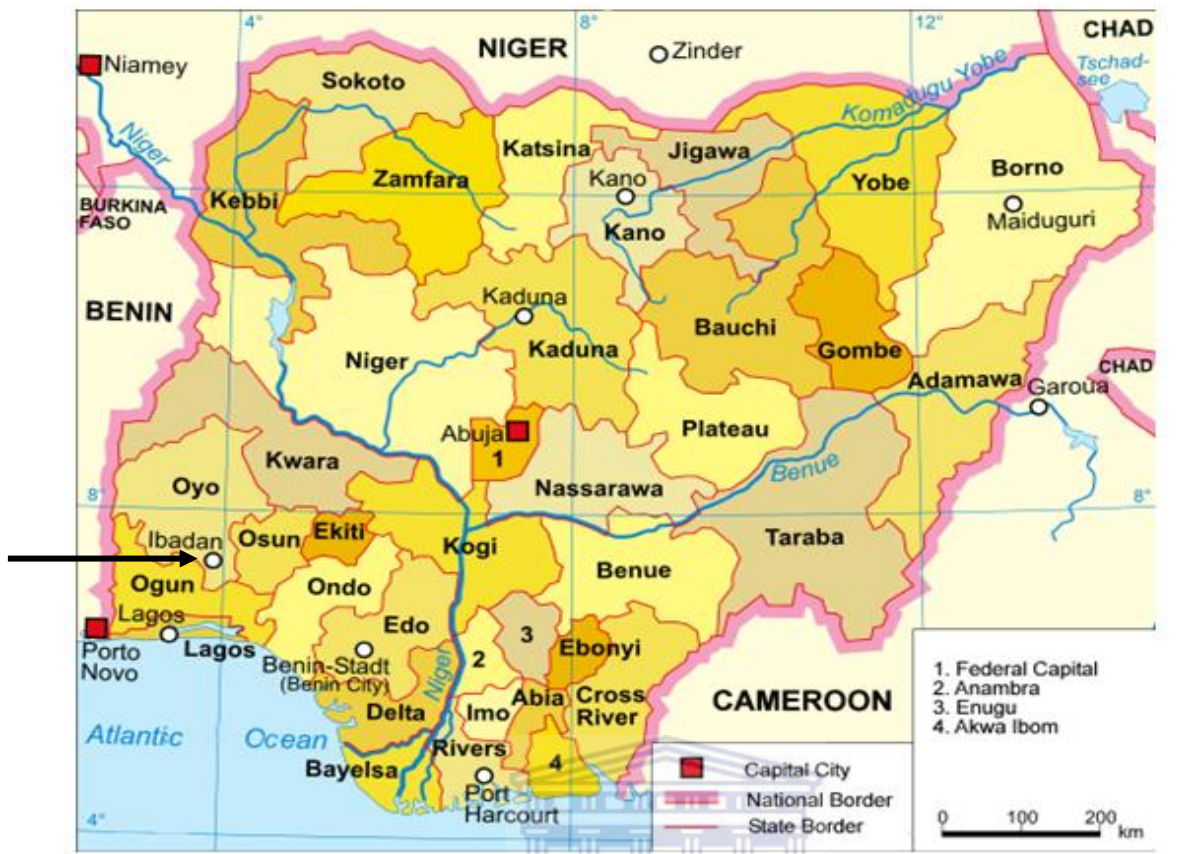 4°
8°
12°
CHAD
NIGER
Zinder
Niamey
Sokoto
Komadugu Yobe
Tschad-
see
Niger
Katsina
Jigawa
Zamfara
Kano
Yobe
Borno
Kebbi
BURKINA
FASO
Maiduguri
Kano
BENIN
Kaduna
Bauchi
Niger
Kaduna
Gombe
Adamawa
CHAD
Garoua
Abuja
1
Plateau
Kwara
Benue
Oyo
Nassarawa
8°
8°
Ibadan
Osun
Ekiti
Kogi
Taraba
Ogun
Ondo
Benue
Lagos
Edo
3
Ebonyi
Porto
Novo
Lagos
Benin-Stadt
(Benin City)
Niger
2
Abia
Cross
River
CAMEROON
Delta
Imo
Atlantic Ocean
Rivers
Bayelsa
4
Port
Harcourt
4°
1. Federal Capital
2. Anambra
3. Enugu
4. Akwa Ibom
Capital City
National Border
State Border
0 100 200
km